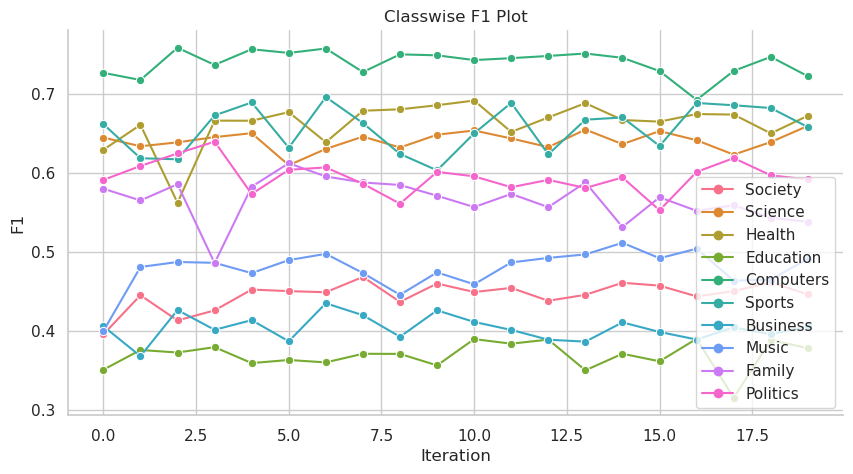 Classwise F1 Plot
F1
0.7
0.6
0.5
0.4
0.3
Society
Science
Health
Education
Computers
Sports
Business
Music
Family
Politics
0.0 2.5 5.0 7.5 10.0 12.5 15.0 17.5
Iteration